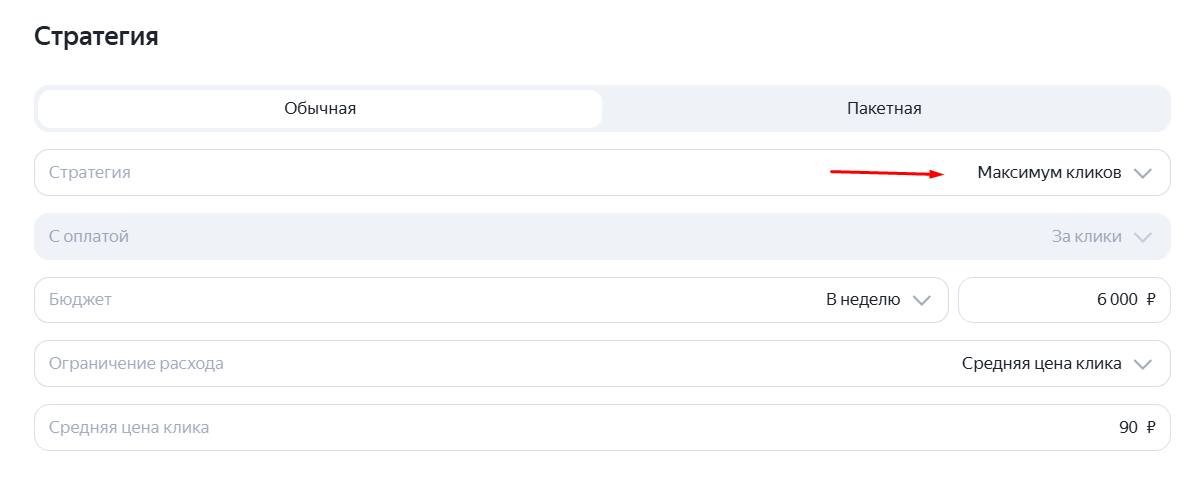 Стратегия
Обычная Пакетная
Стратегия Максимум кликов
С оплатой За клики
Бюджет В неделю 6 000 ₽
Ограничение расхода Средняя цена клика
Средняя цена клика 90 ₽